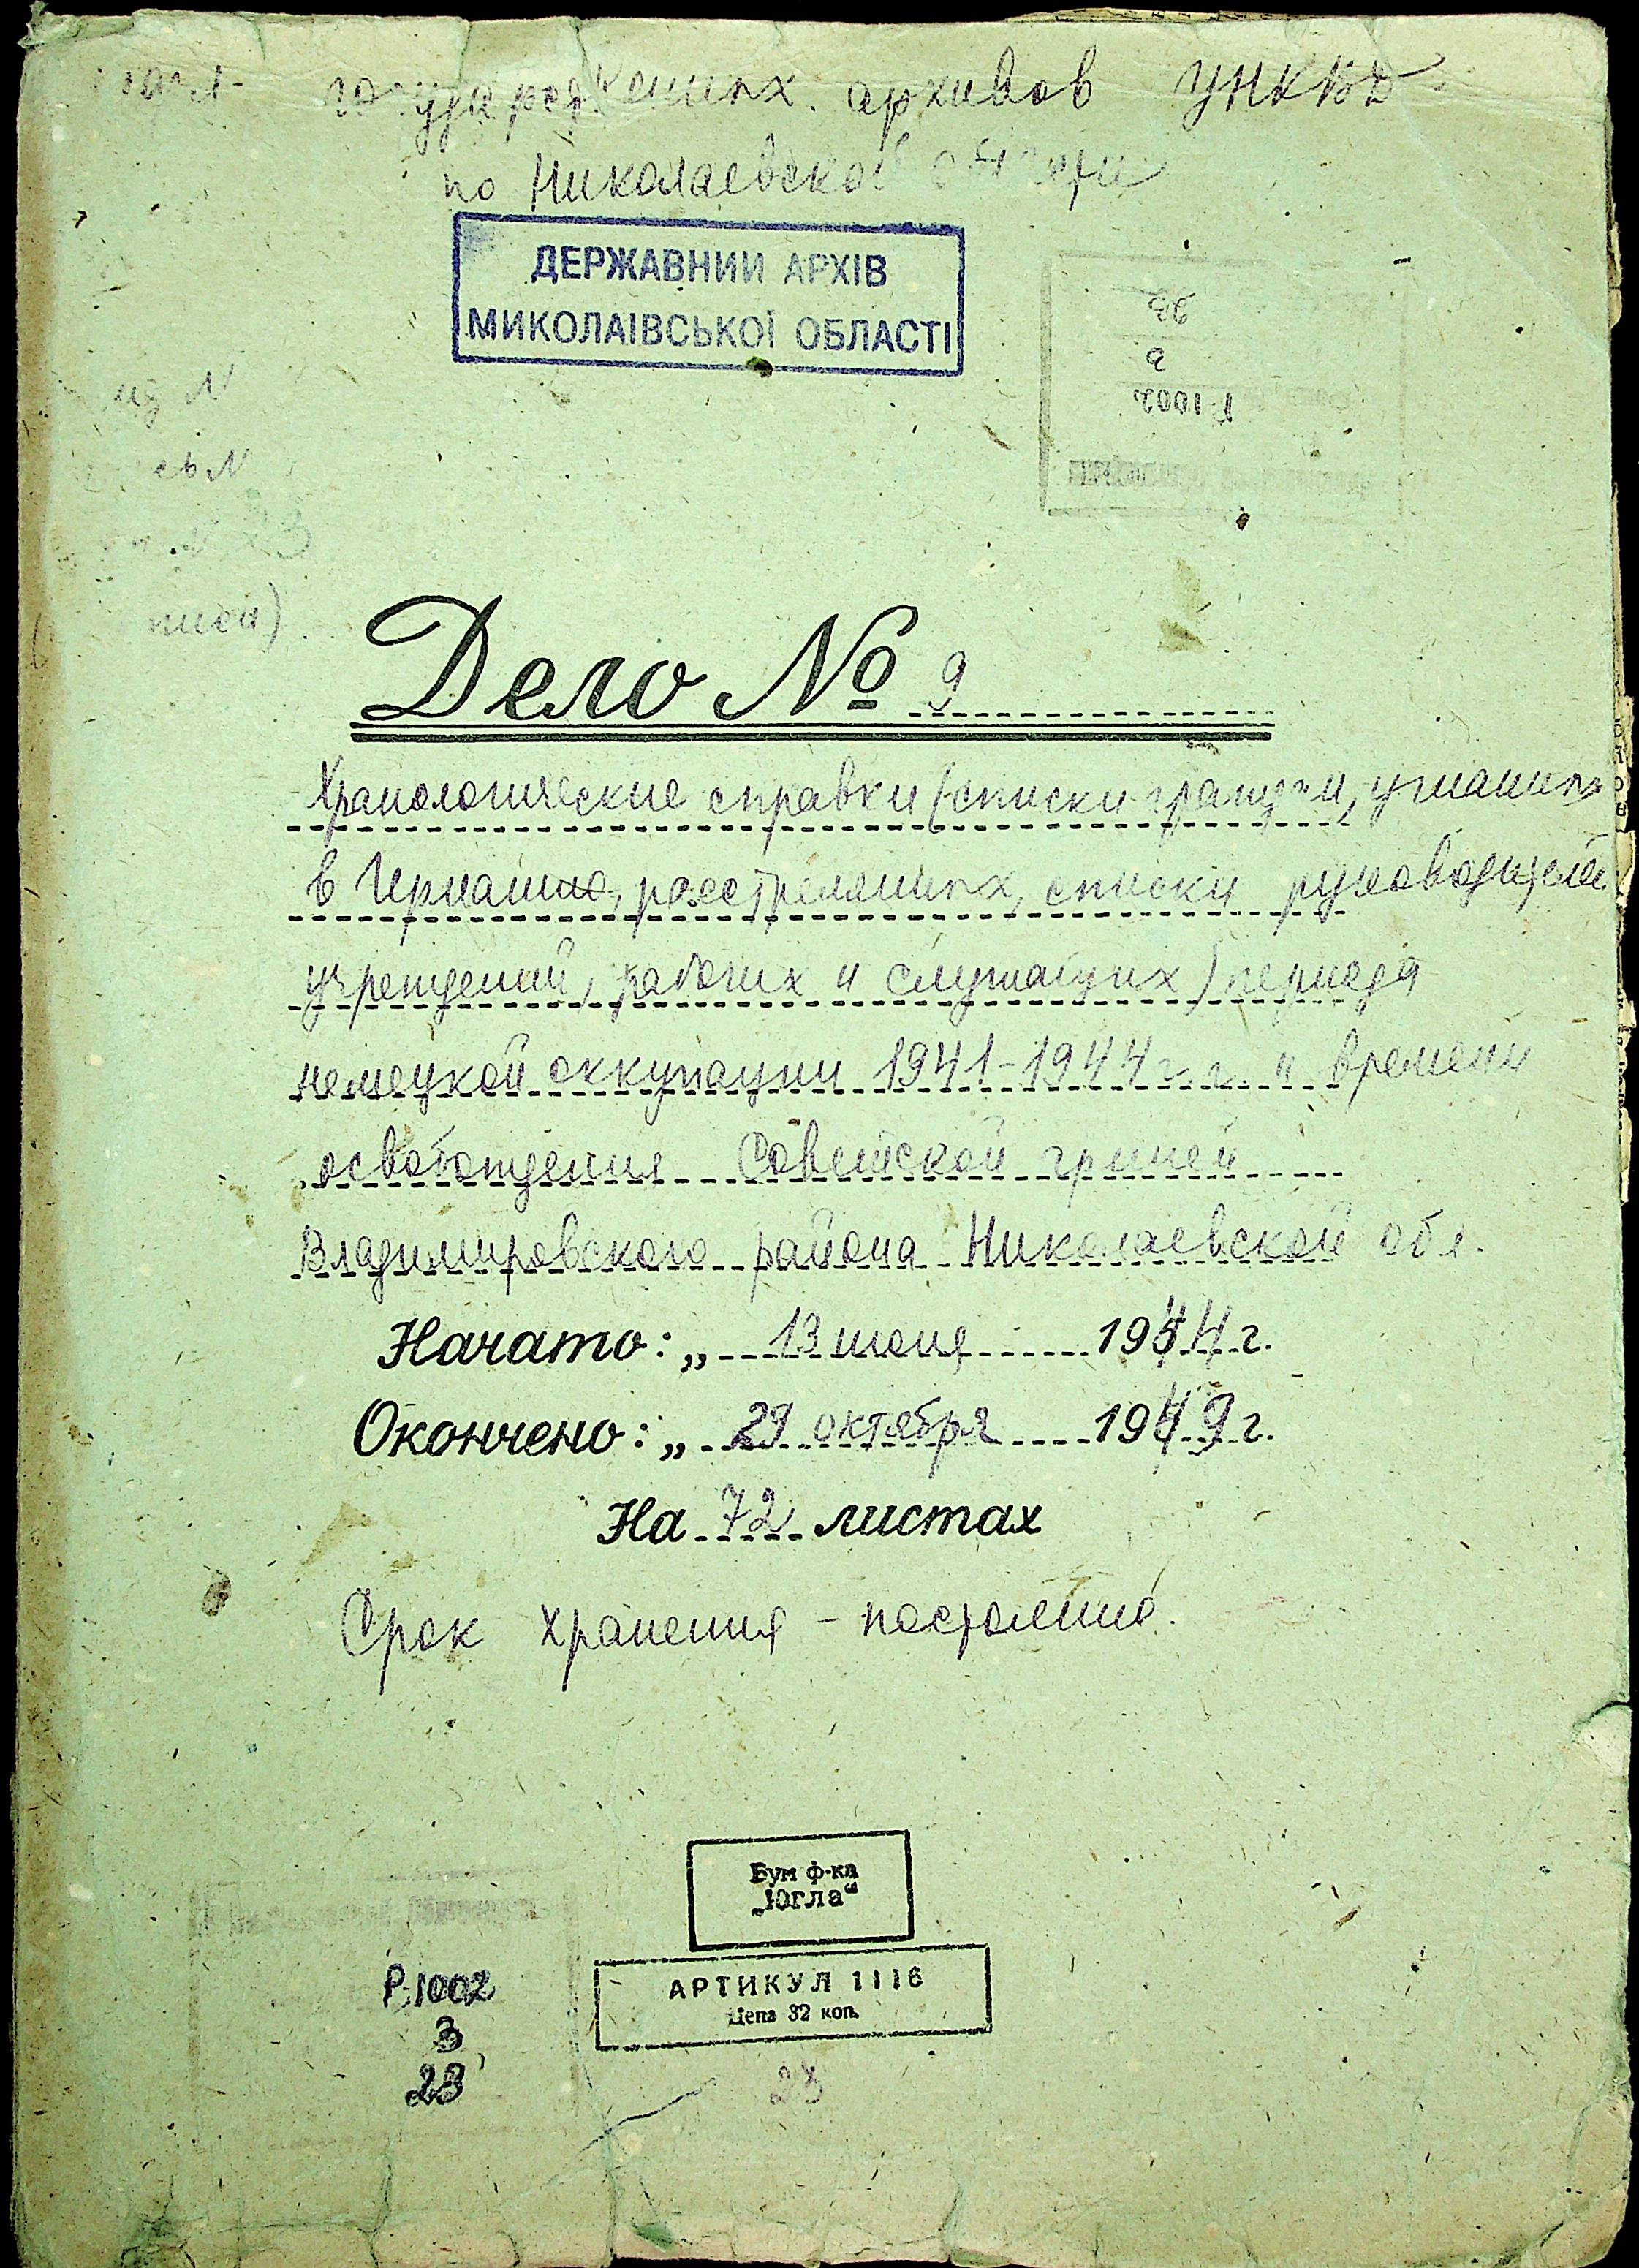 государственных архивов УНКВД
по Николаевской области
ДЕРЖАВНИЙ АРХІВ
МИКОЛАЇВСЬКОЇ ОБЛАСТІ
23
Р-1002
Дело № 9
Хронологические справки (списки граждан, угнанных
в Германию, расстрелянных, списки руководителей
учреждений, рабочих и служащих) периода
немецкой оккупации 1941-1944 г.г. и времени
освобождения Советской Армией
Владимировского района Николаевской обл.
Начато: „ 13 июня 1944 г.
Окончено: „ 29 октября 1949 г.
На 72 листах
Срок хранения - постоянно.
Бум ф-ка
„Югла“
АРТИКУЛ 1116
Цена 32 коп.
Р-1002
3
23
23